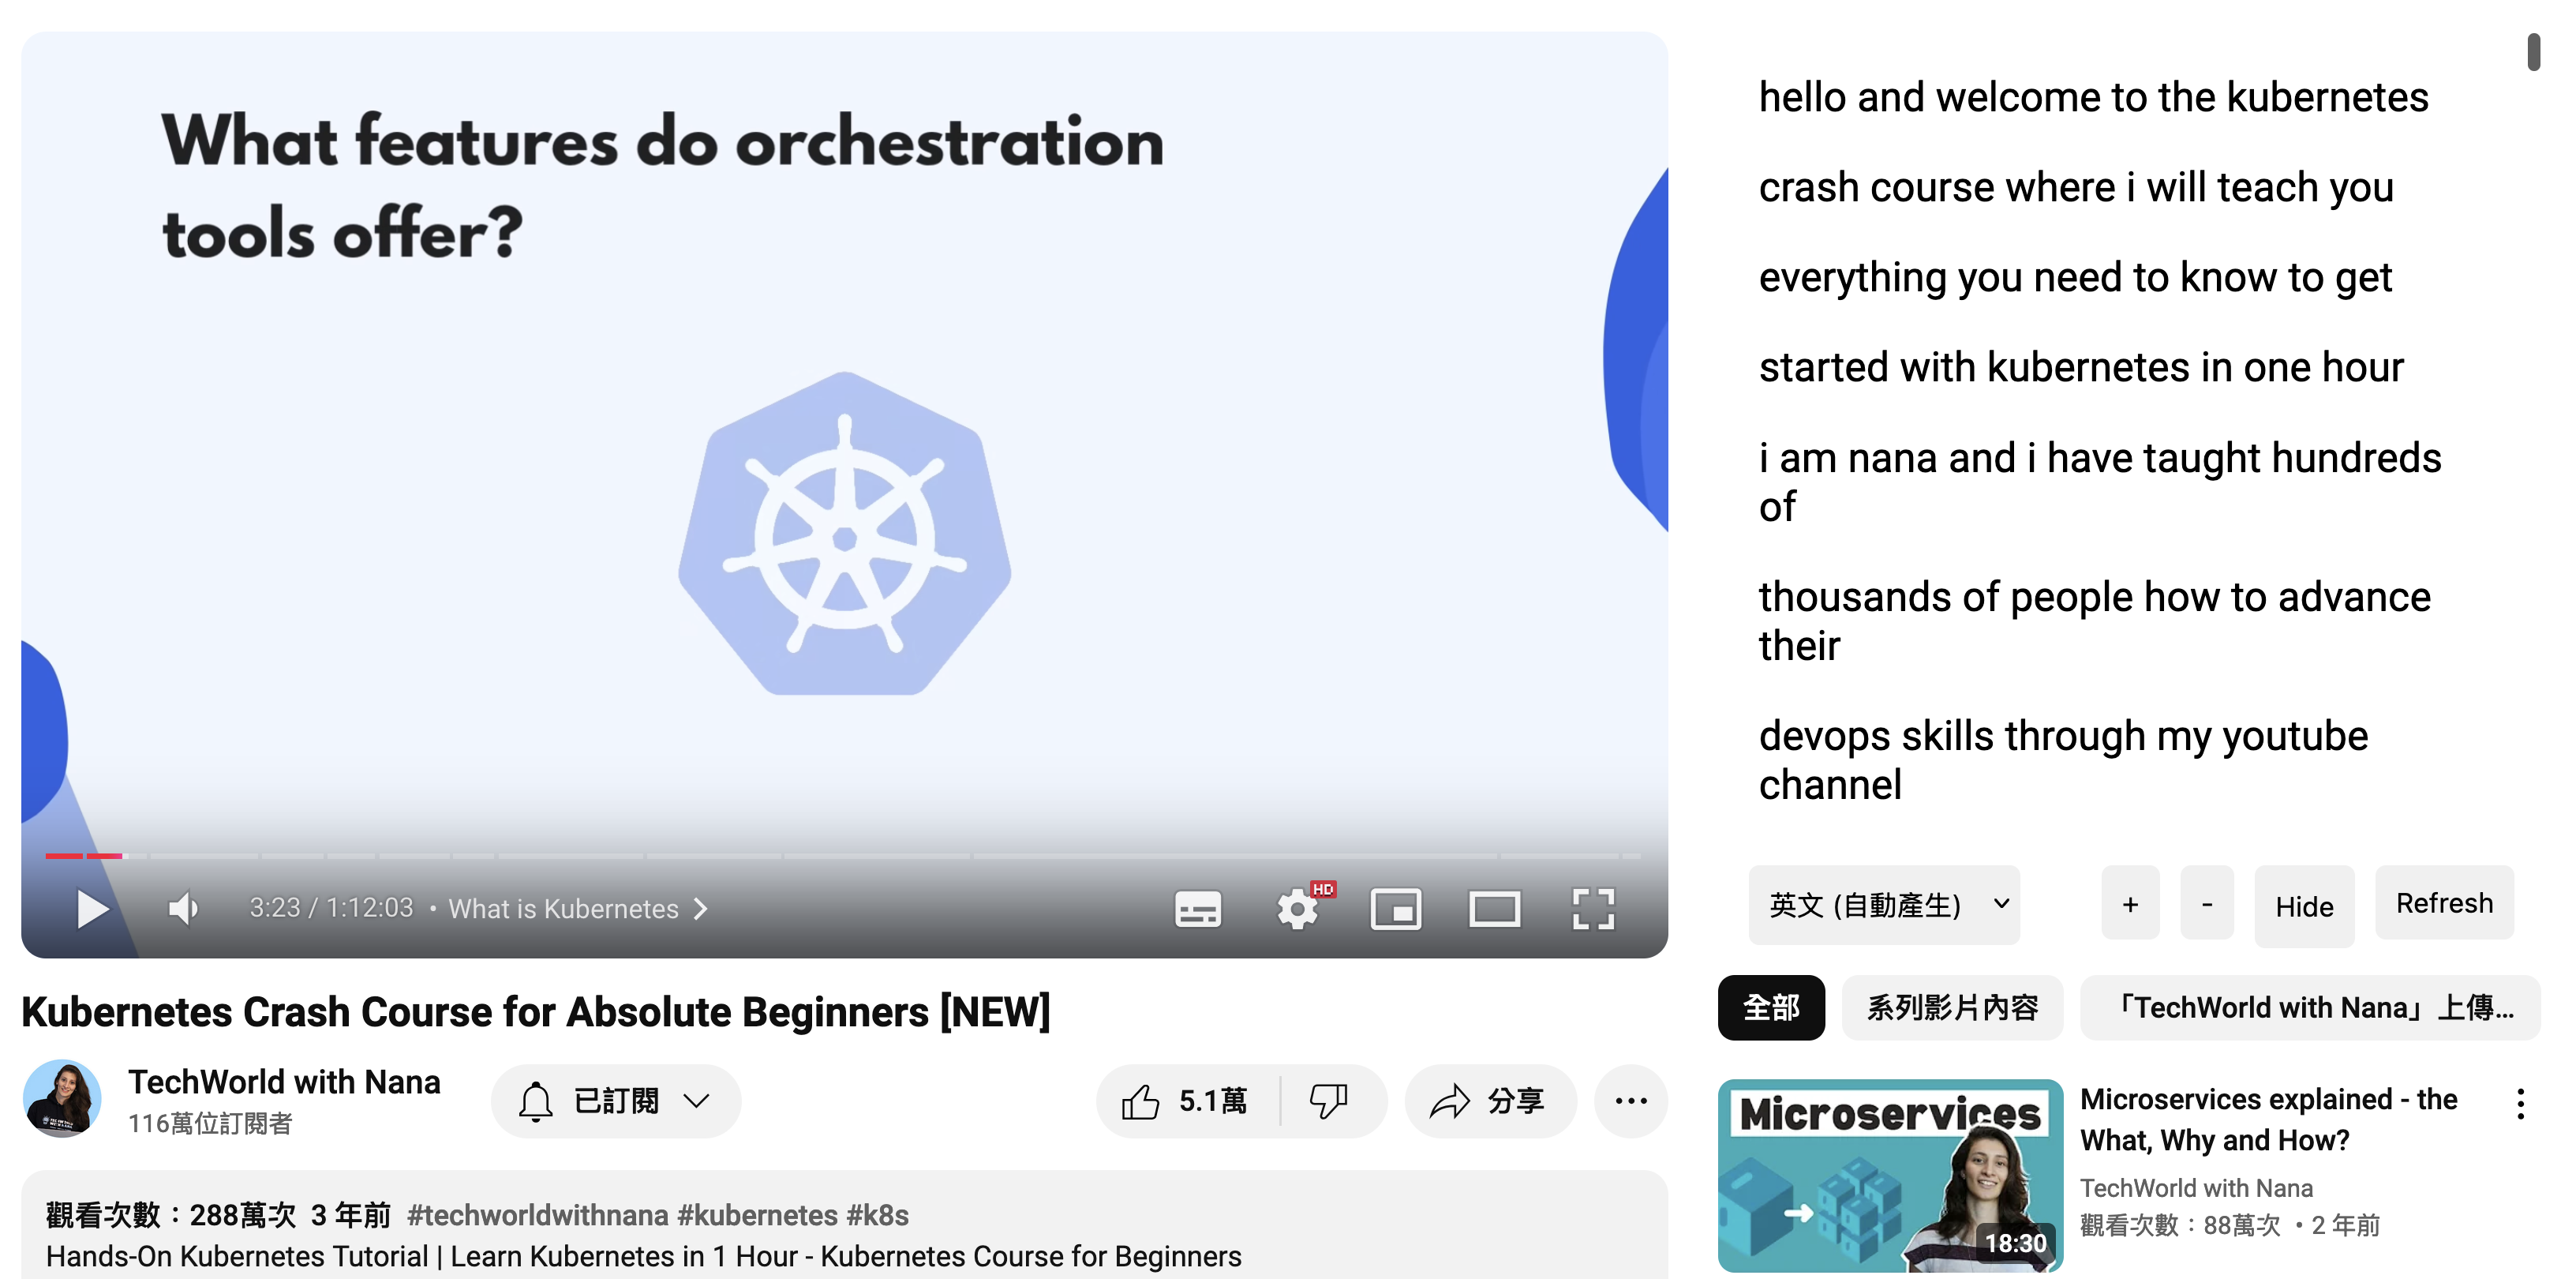 What features do orchestration
tools offer?
3:23 / 1:12:03 • What is Kubernetes
HD
Kubernetes Crash Course for Absolute Beginners [NEW]
TechWorld with Nana
116萬位訂閱者
已訂閱
5.1萬
分享
觀看次數：288萬次 3 年前 #techworldwithnana #kubernetes #k8s
Hands-On Kubernetes Tutorial | Learn Kubernetes in 1 Hour - Kubernetes Course for Beginners
hello and welcome to the kubernetes
crash course where i will teach you
everything you need to know to get
started with kubernetes in one hour
i am nana and i have taught hundreds
of
thousands of people how to advance
their
devops skills through my youtube
channel
英文 (自動產生)
+
-
Hide
Refresh
全部
系列影片內容
「TechWorld with Nana」上傳...
Microservices
18:30
Microservices explained - the
What, Why and How?
TechWorld with Nana
觀看次數：88萬次 • 2 年前